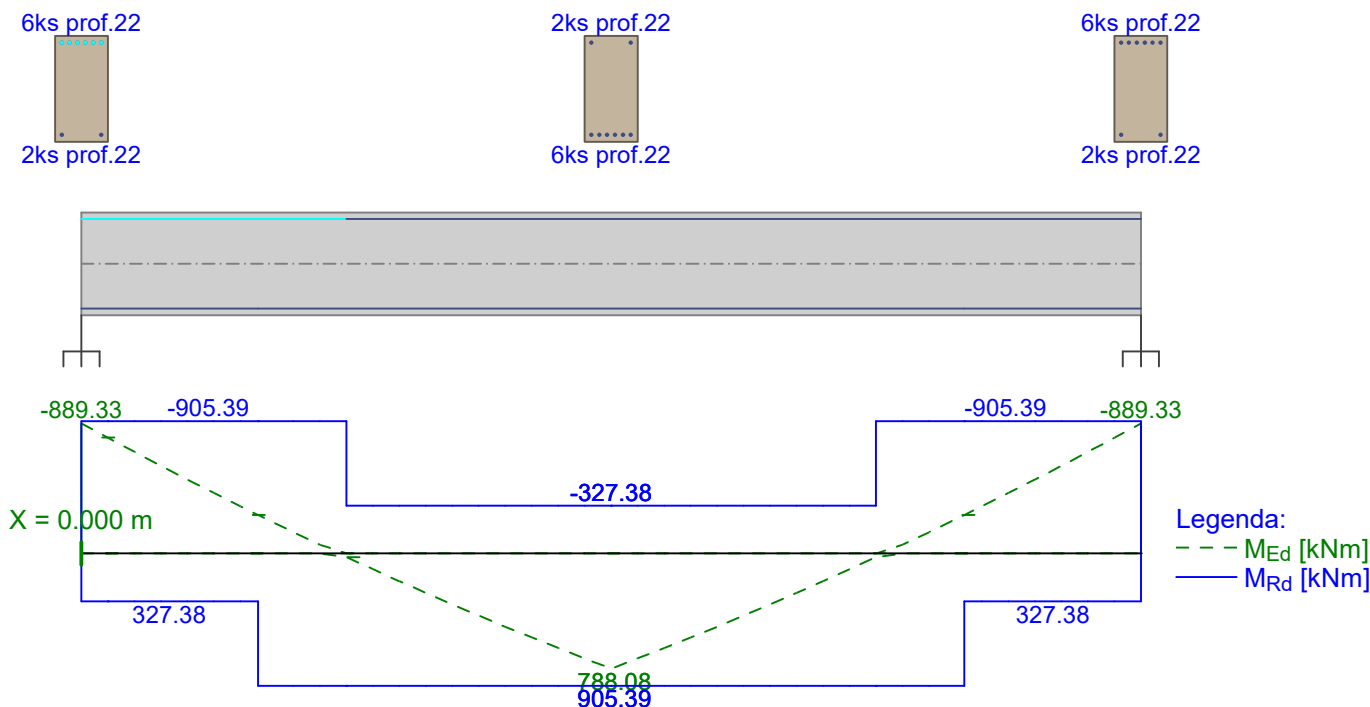 6ks prof.22
2ks prof.22
6ks prof.22
2ks prof.22
6ks prof.22
2ks prof.22
-889.33
-905.39
-905.39
-889.33
-327.38
X = 0.000 m
Legenda:
M_Ed [kNm]
M_Rd [kNm]
327.38
327.38
788.08
905.39